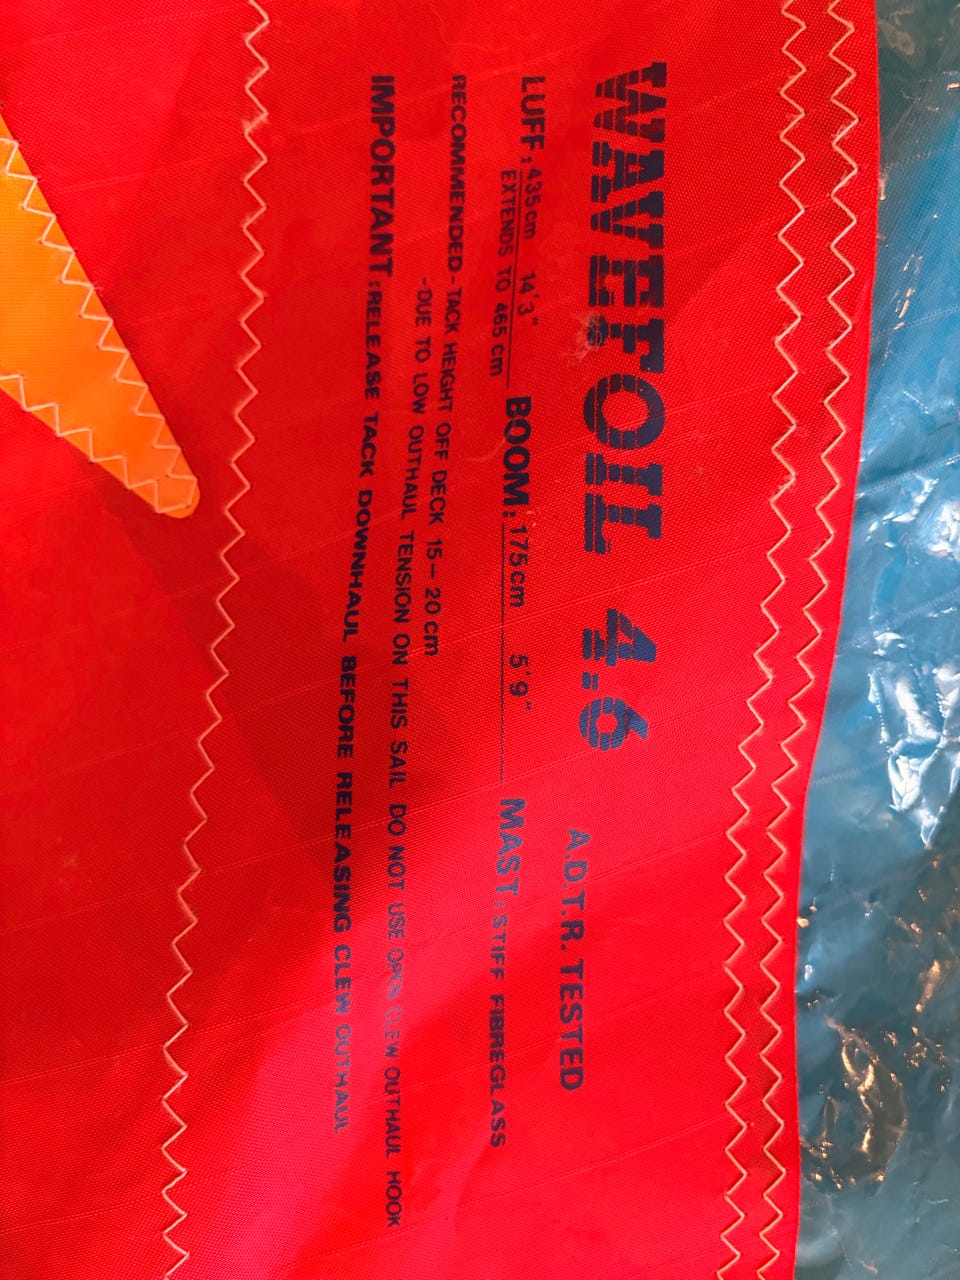 WAVEFOIL 4.6 A.D.T.R. TESTED
LUFF: 435cm 14'3" BOOM: 175cm 5'9" MAST: STIFF FIBREGLASS
EXTENDS TO 465 cm
RECOMMENDED - TACK HEIGHT OFF DECK 15 - 20 cm
- DUE TO LOW OUTHAUL TENSION ON THIS SAIL DO NOT USE OPEN CLEW OUTHAUL HOOK
IMPORTANT: RELEASE TACK DOWNHAUL BEFORE RELEASING CLEW OUTHAUL